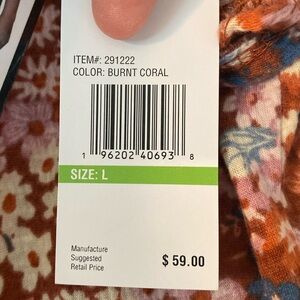 ITEM#: 291222
COLOR: BURNT CORAL
1 96202 40693 8
SIZE: L
Manufacture
Suggested
Retail Price
$ 59.00